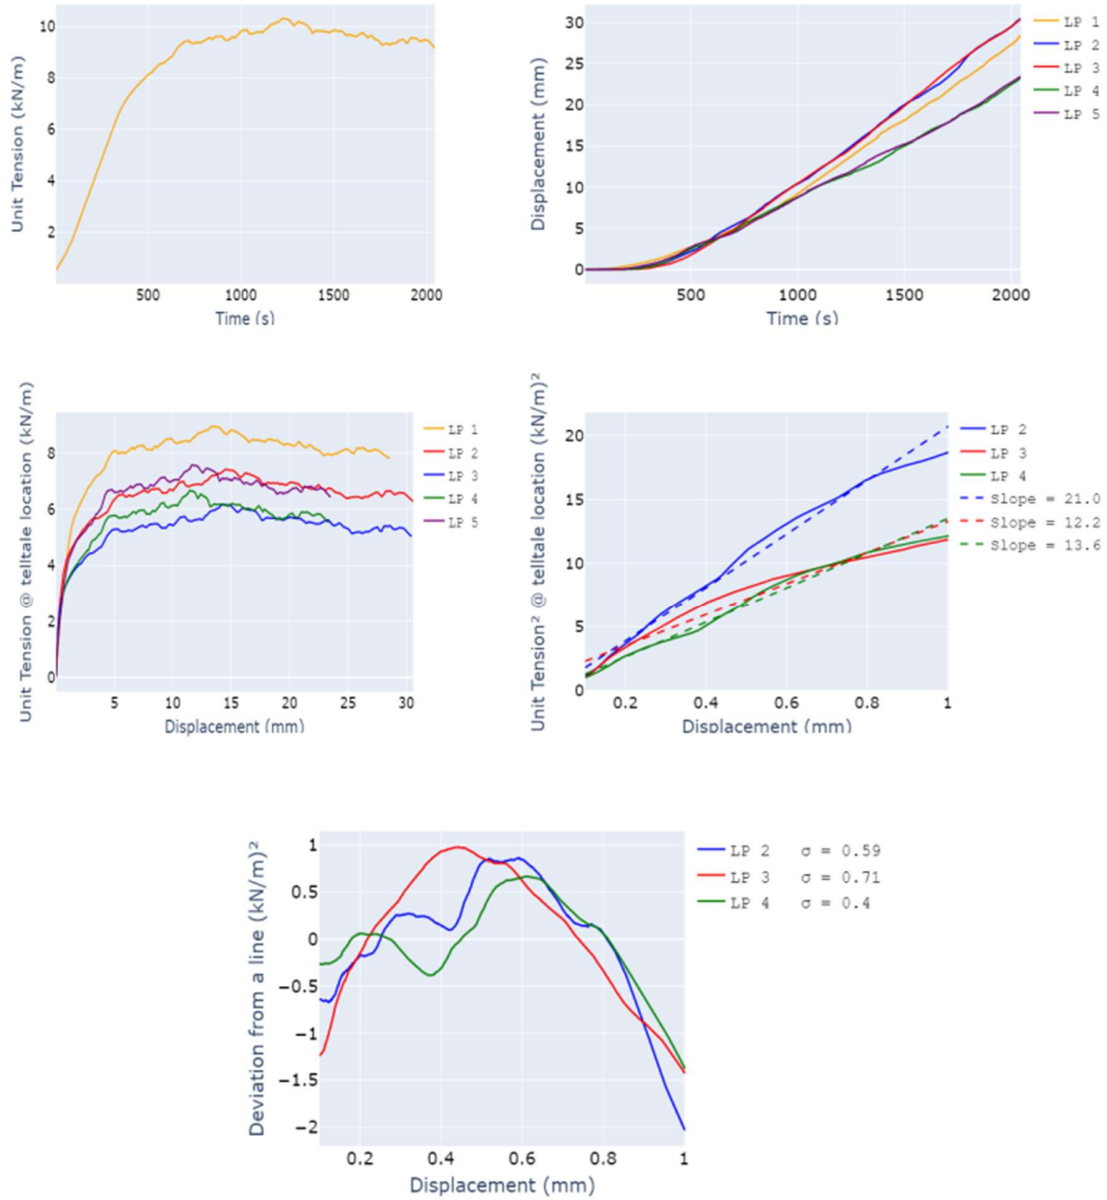 Unit Tension (kN/m)
10
8
6
4
2
500 1000 1500 2000
Time (s)
Displacement (mm)
30
25
20
15
10
5
0
500 1000 1500 2000
Time (s)
LP 1
LP 2
LP 3
LP 4
LP 5
Unit Tension @ telltale location (kN/m)
8
6
4
2
0
5 10 15 20 25 30
Displacement (mm)
LP 1
LP 2
LP 3
LP 4
LP 5
Unit Tension² @ telltale location (kN/m)²
20
15
10
5
0
0.2 0.4 0.6 0.8 1
Displacement (mm)
LP 2
LP 3
LP 4
Slope = 21.0
Slope = 12.2
Slope = 13.6
Deviation from a line (kN/m)²
1
0.5
0
−0.5
−1
−1.5
−2
0.2 0.4 0.6 0.8 1
Displacement (mm)
LP 2 σ = 0.59
LP 3 σ = 0.71
LP 4 σ = 0.4